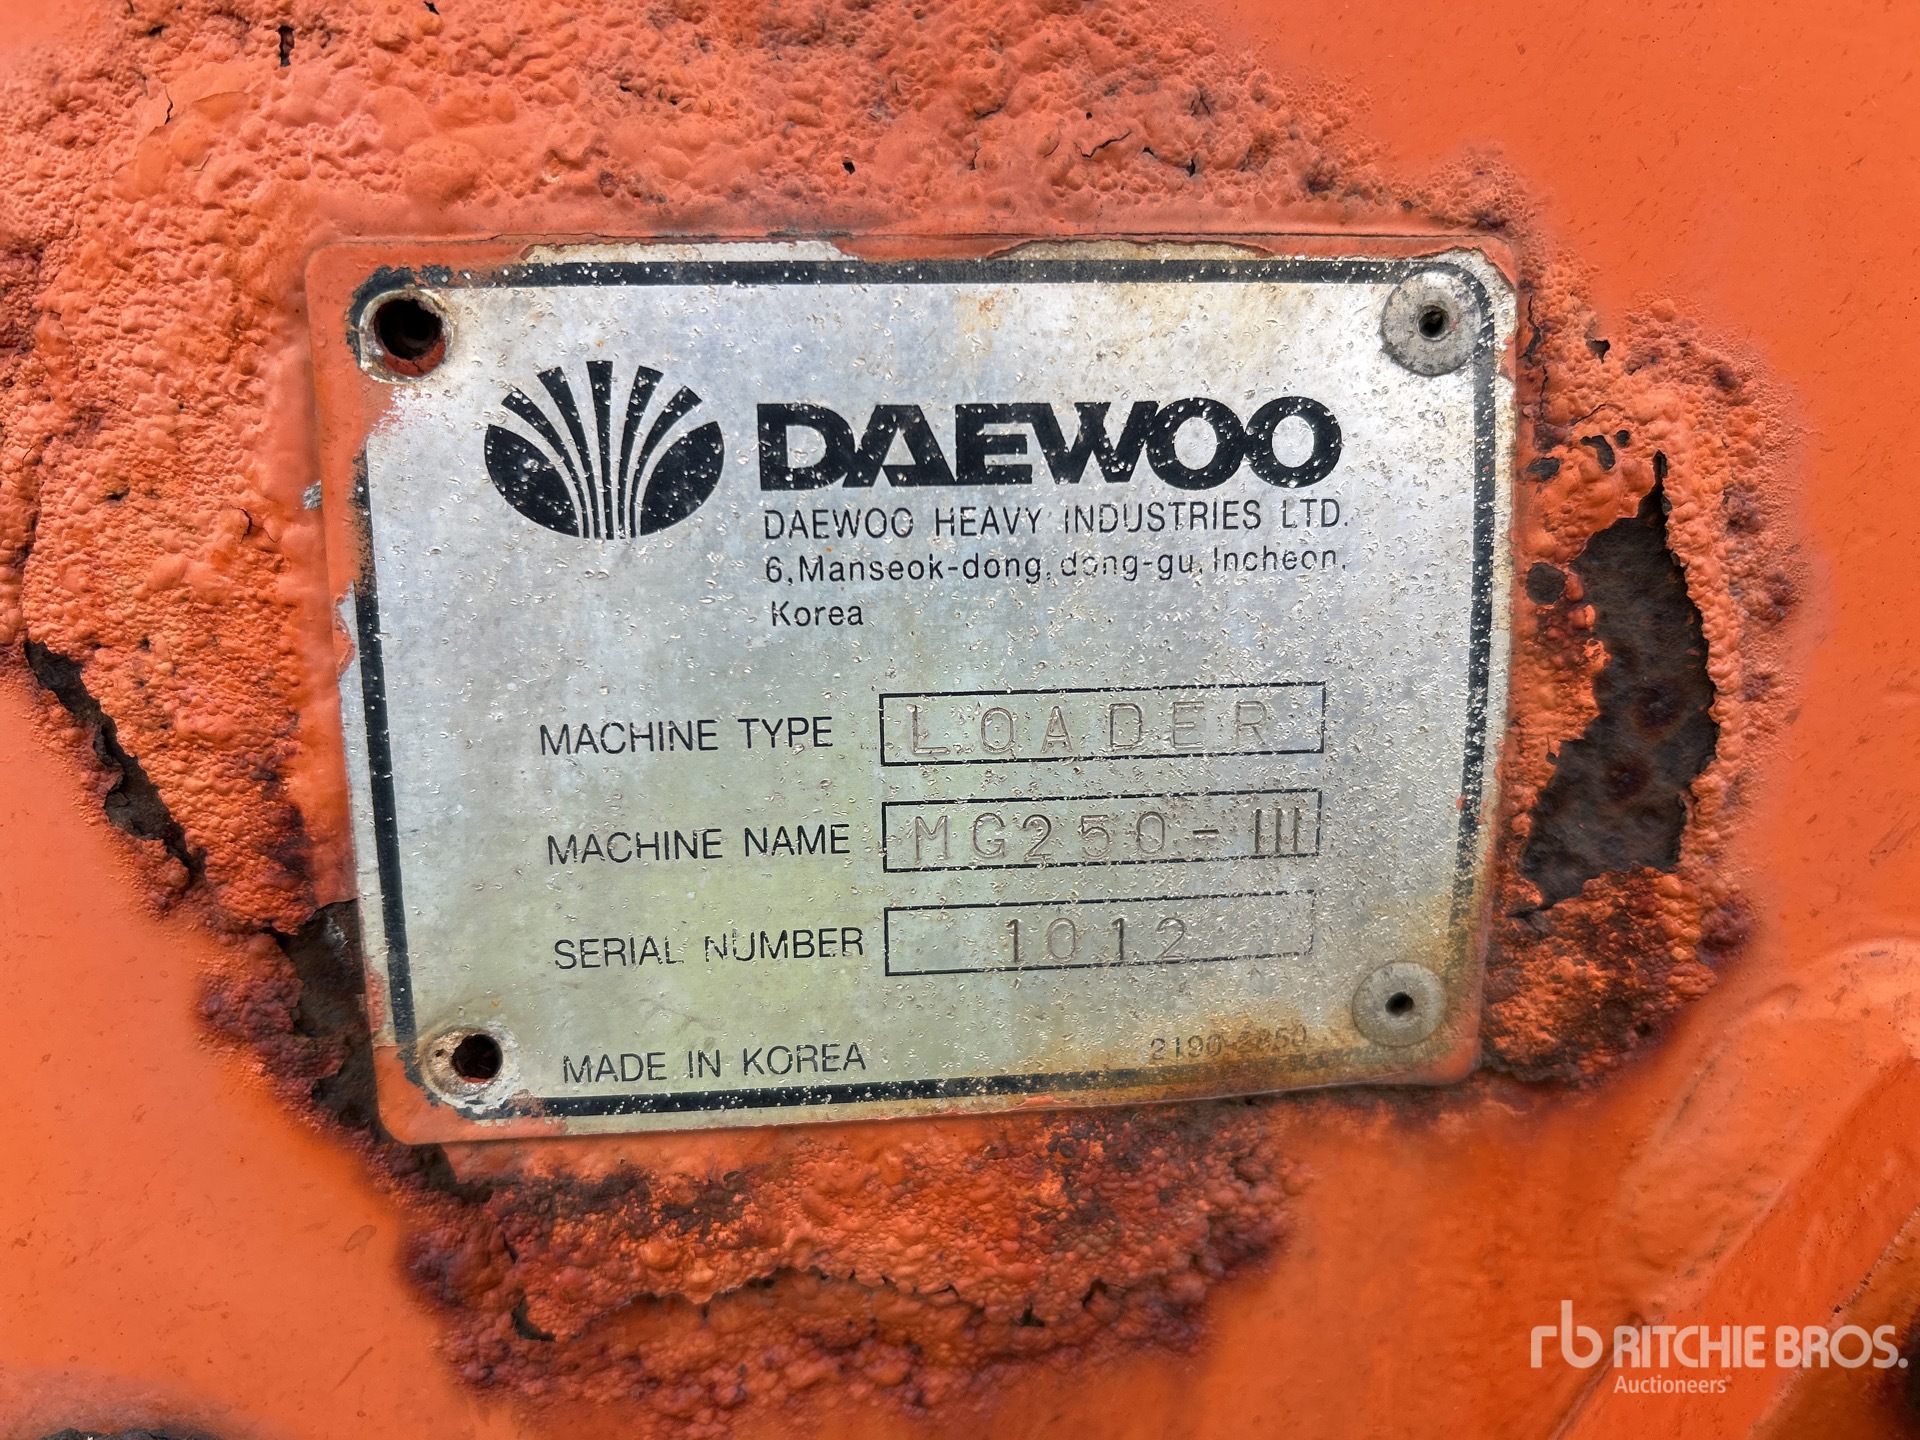 DAEWOO
DAEWOO HEAVY INDUSTRIES LTD.
6, Manseok-dong, dong-gu, Incheon,
Korea
MACHINE TYPE LOADER
MACHINE NAME MG250-III
SERIAL NUMBER 1012
MADE IN KOREA
rb RITCHIE BROS.
Auctioneers